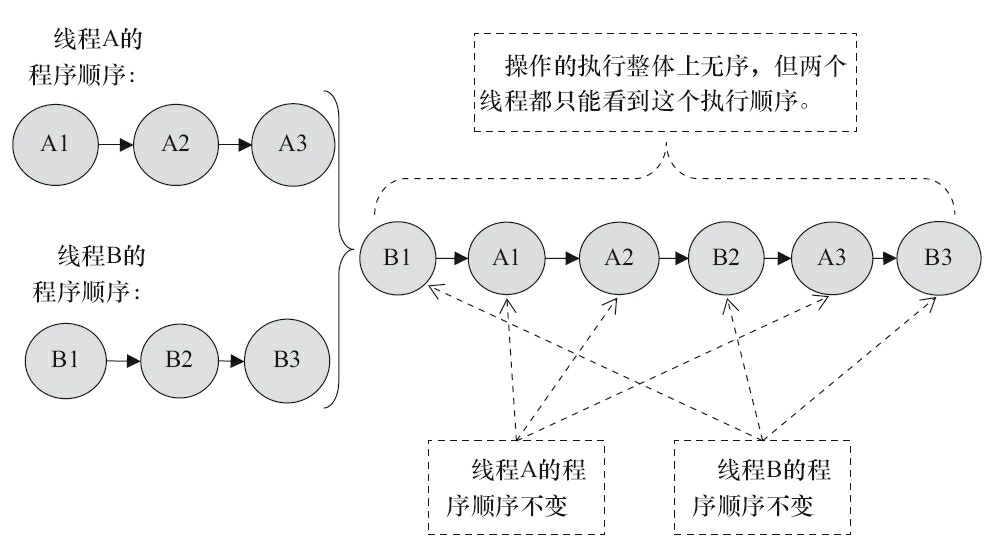 线程A的
程序顺序：
A1 A2 A3
线程B的
程序顺序：
B1 B2 B3
操作的执行整体上无序，但两个
线程都只能看到这个执行顺序。
B1 A1 A2 B2 A3 B3
线程A的程
序顺序不变
线程B的程
序顺序不变